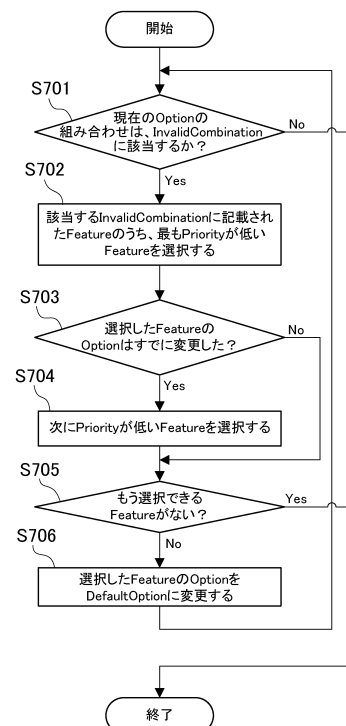 開始
S701
現在のOptionの
組み合わせは、InvalidCombination
に該当するか？
No
Yes
S702
該当するInvalidCombinationに記載され
たFeatureのうち、最もPriorityが低い
Featureを選択する
S703
選択したFeatureの
Optionはすでに変更した？
No
Yes
S704
次にPriorityが低いFeatureを選択する
S705
もう選択できる
Featureがない？
Yes
No
S706
選択したFeatureのOptionを
DefaultOptionに変更する
終了